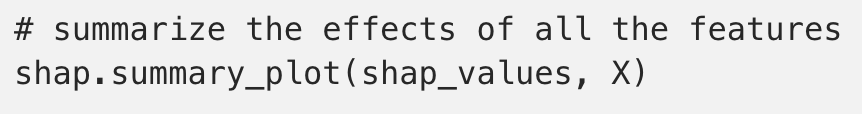 # summarize the effects of all the features
shap.summary_plot(shap_values, X)